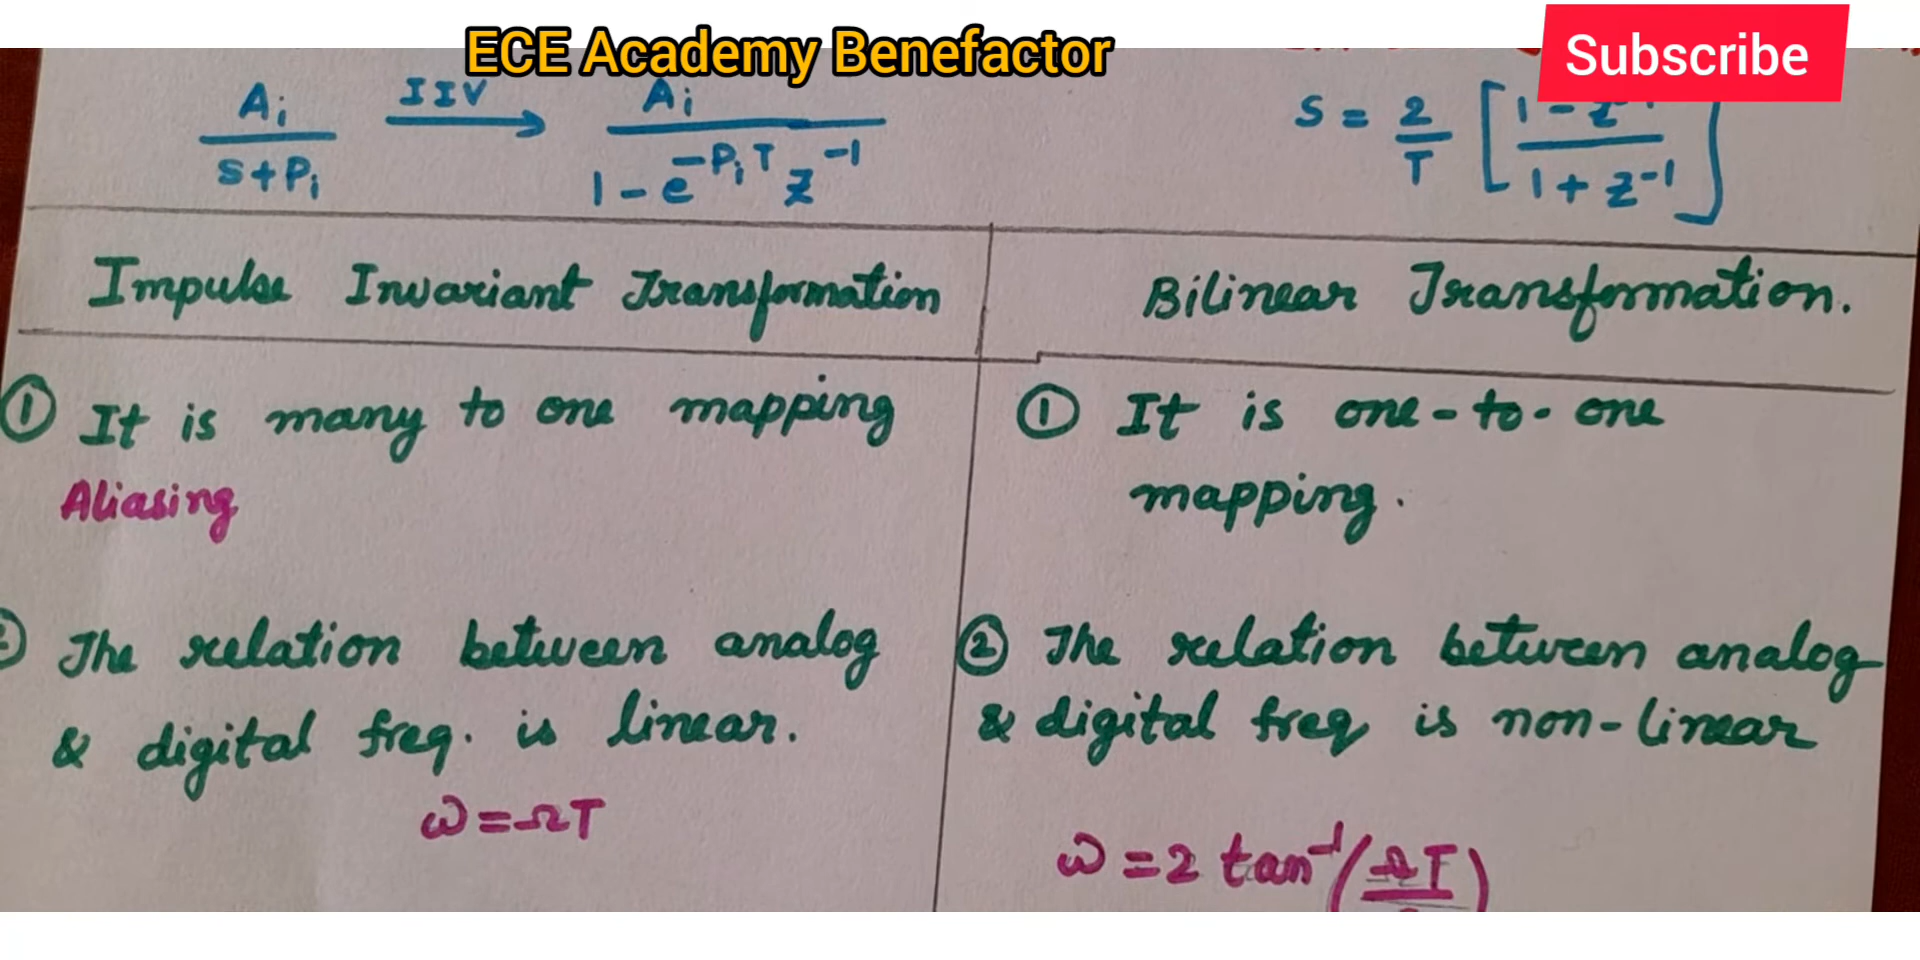 ECE Academy Benefactor
Subscribe
Ai / s+Pi IIV → Ai / 1-e^-PiT z^-1
S = 2/T [ 1-z / 1+z^-1 ]
Impulse Invariant Transformation
Bilinear Transformation.
① It is many to one mapping
Aliasing
① It is one-to-one
mapping.
The relation between analog
& digital freq. is linear.
ω=ΩT
② The relation between analog
& digital freq is non-linear
ω=2 tan^-1(ΩT